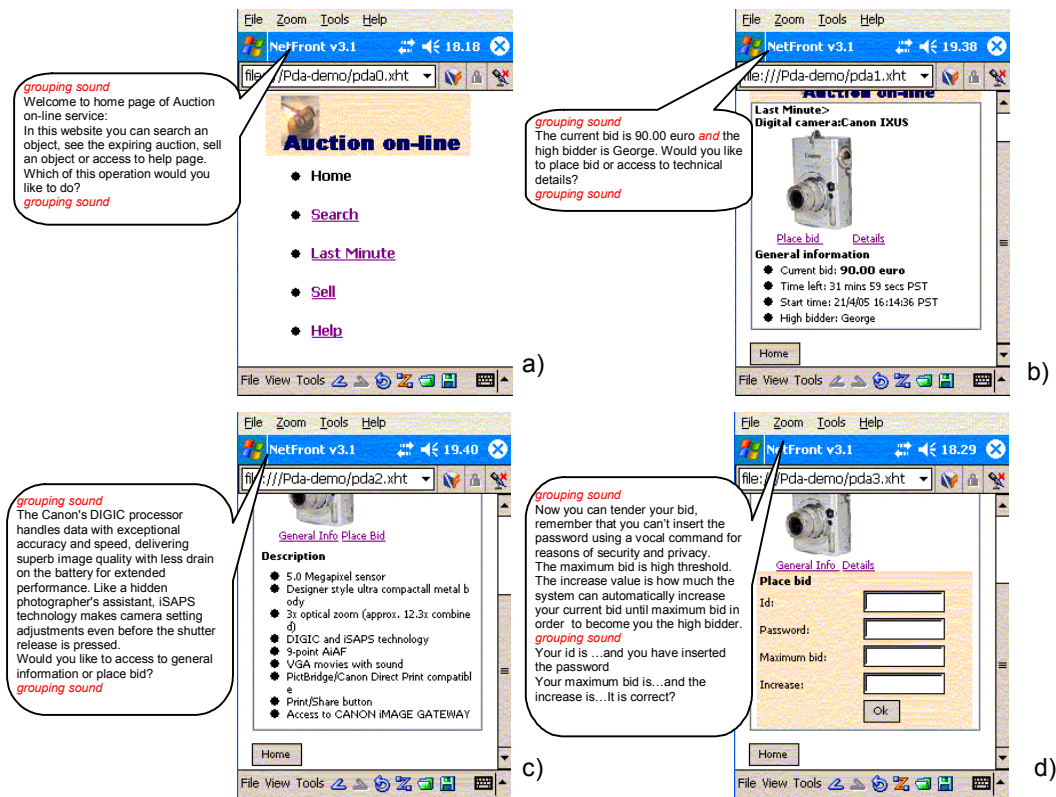 File Zoom Tools Help
NetFront v3.1 18.18
file:///Pda-demo/pda0.xht
grouping sound
Welcome to home page of Auction
on-line service:
In this website you can search an
object, see the expiring auction, sell
an object or access to help page.
Which of this operation would you
like to do?
grouping sound
Auction on-line
Home
Search
Last Minute
Sell
Help
File View Tools
a)
File Zoom Tools Help
NetFront v3.1 19.38
file:///Pda-demo/pda1.xht
grouping sound
The current bid is 90.00 euro and the
high bidder is George. Would you like
to place bid or access to technical
details?
grouping sound
Auction on-line
Last Minute>
Digital camera:Canon IXUS
Place bid Details
General information
Current bid: 90.00 euro
Time left: 31 mins 59 secs PST
Start time: 21/4/05 16:14:36 PST
High bidder: George
Home
File View Tools
b)
File Zoom Tools Help
NetFront v3.1 19.40
file:///Pda-demo/pda2.xht
grouping sound
The Canon's DIGIC processor
handles data with exceptional
accuracy and speed, delivering
superb image quality with less drain
on the battery for extended
performance. Like a hidden
photographer's assistant, iSAPS
technology makes camera setting
adjustments even before the shutter
release is pressed.
Would you like to access to general
information or place bid?
grouping sound
General Info Place Bid
Description
5.0 Megapixel sensor
Designer style ultra compactall metal b
ody
3x optical zoom (approx. 12.3x combine
d)
DIGIC and iSAPS technology
9-point AiAF
VGA movies with sound
PictBridge/Canon Direct Print compatibl
e
Print/Share button
Access to CANON iMAGE GATEWAY
Home
File View Tools
c)
File Zoom Tools Help
NetFront v3.1 18.29
file:///Pda-demo/pda3.xht
grouping sound
Now you can tender your bid,
remember that you can't insert the
password using a vocal command for
reasons of security and privacy.
The maximum bid is high threshold.
The increase value is how much the
system can automatically increase
your current bid until maximum bid in
order to become you the high bidder.
grouping sound
Your id is …and you have inserted
the password
Your maximum bid is…and the
increase is…It is correct?
General Info Details
Place bid
Id:
Password:
Maximum bid:
Increase:
Ok
Home
File View Tools
d)